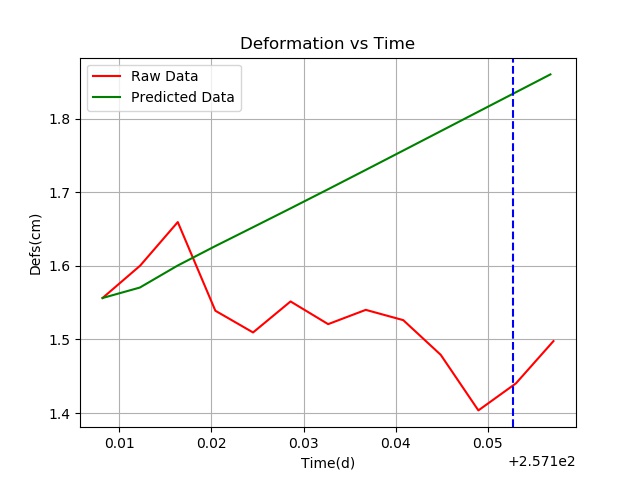 Deformation vs Time
Raw Data
Predicted Data
1.8
1.7
1.6
1.5
1.4
Defs(cm)
0.01 0.02 0.03 0.04 0.05
Time(d)
+2.571e2